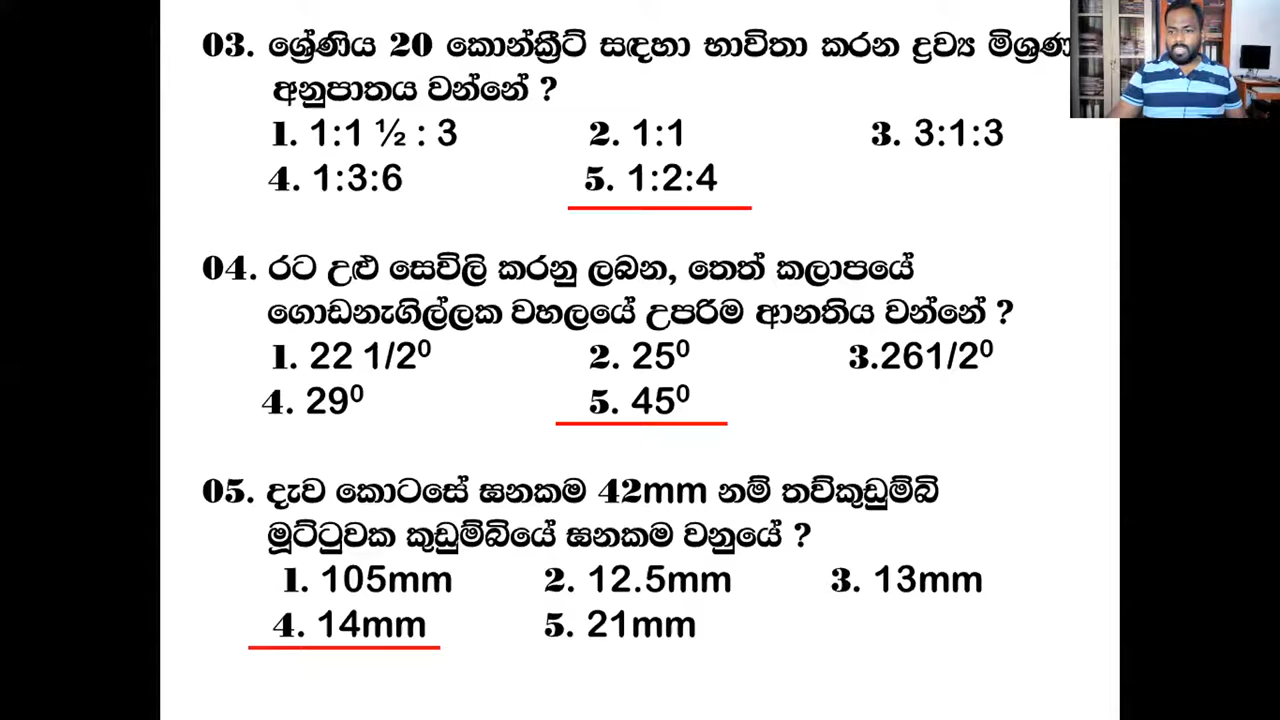 03. ශ්‍රේණිය 20 කොන්ක්‍රීට් සඳහා භාවිතා කරන ද්‍රව්‍ය මිශ්‍රණ
අනුපාතය වන්නේ ?
1. 1:1 ½ : 3 2. 1:1 3. 3:1:3
4. 1:3:6 5. 1:2:4
04. රට උළු සෙවිලි කරනු ලබන, තෙත් කලාපයේ
ගොඩනැගිල්ලක වහලයේ උපරිම ආනතිය වන්නේ ?
1. 22 1/2⁰ 2. 25⁰ 3.261/2⁰
4. 29⁰ 5. 45⁰
05. දැව කොටසේ ඝනකම 42mm නම් තව්කුඩුම්බි
මූට්ටුවක කුඩුම්බියේ ඝනකම වනුයේ ?
1. 105mm 2. 12.5mm 3. 13mm
4. 14mm 5. 21mm